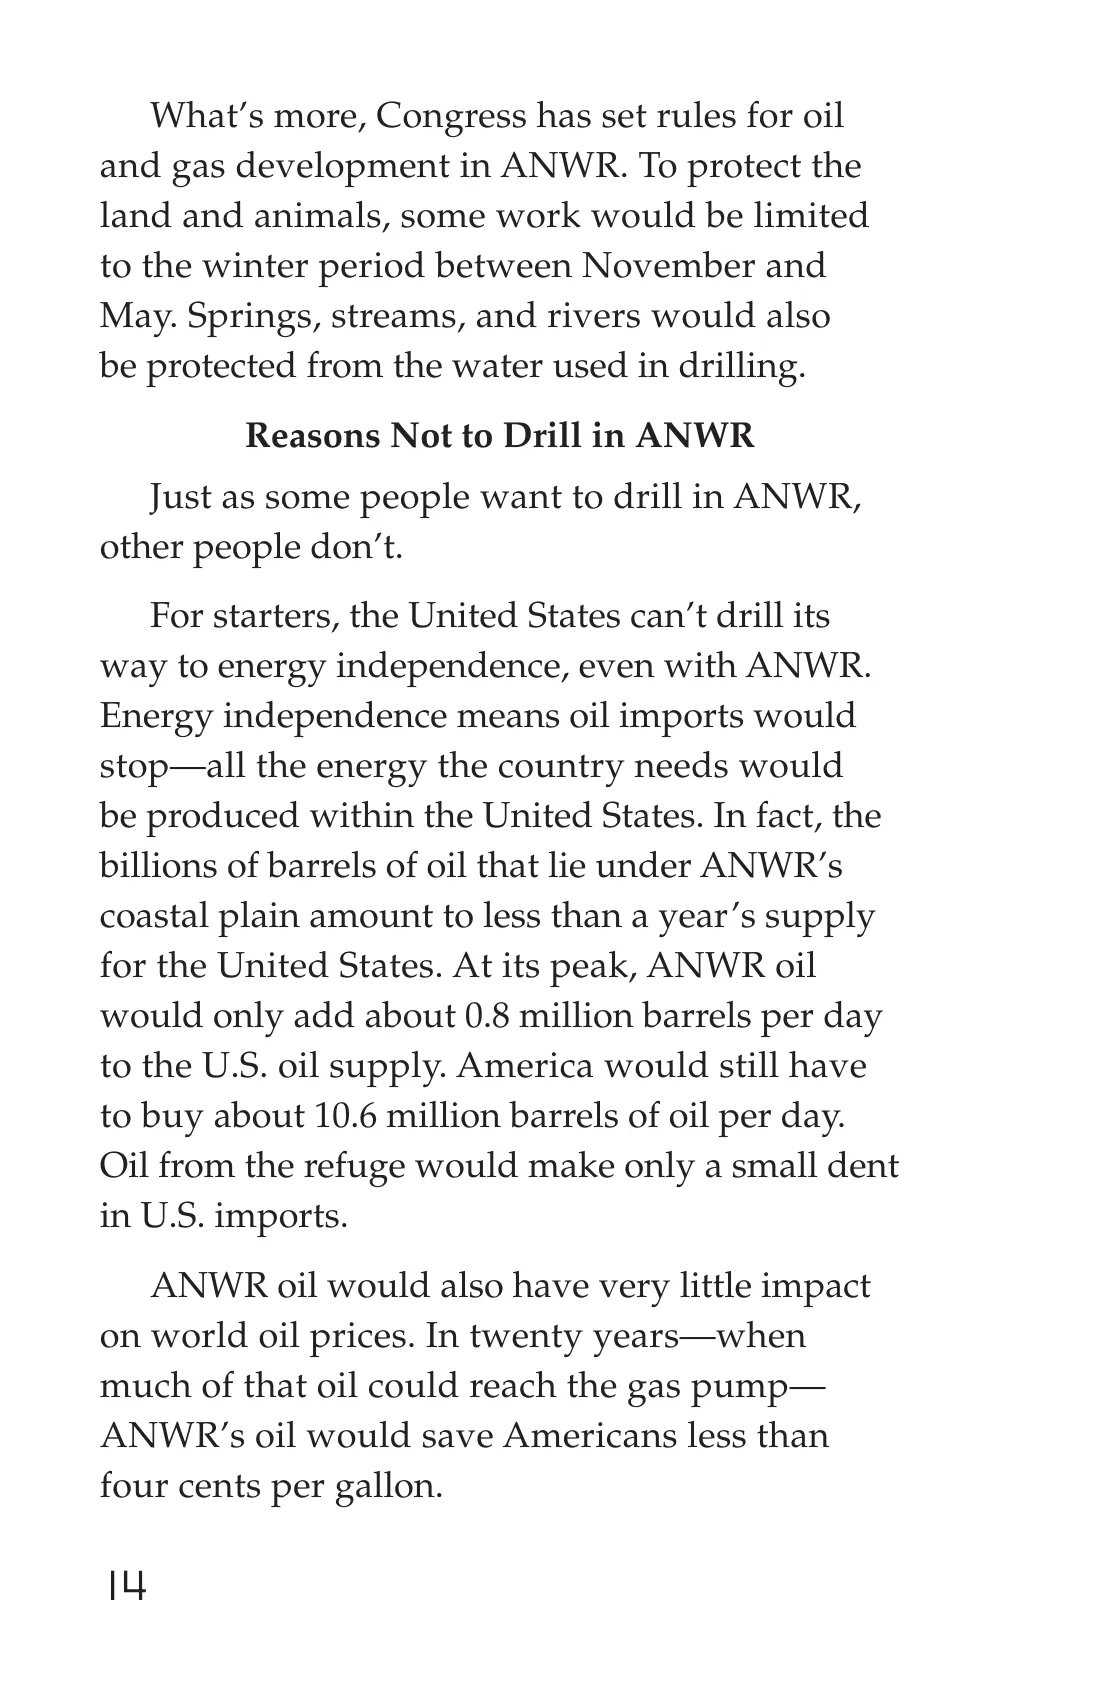 What’s more, Congress has set rules for oil
and gas development in ANWR. To protect the
land and animals, some work would be limited
to the winter period between November and
May. Springs, streams, and rivers would also
be protected from the water used in drilling.
Reasons Not to Drill in ANWR
Just as some people want to drill in ANWR,
other people don’t.
For starters, the United States can’t drill its
way to energy independence, even with ANWR.
Energy independence means oil imports would
stop—all the energy the country needs would
be produced within the United States. In fact, the
billions of barrels of oil that lie under ANWR’s
coastal plain amount to less than a year’s supply
for the United States. At its peak, ANWR oil
would only add about 0.8 million barrels per day
to the U.S. oil supply. America would still have
to buy about 10.6 million barrels of oil per day.
Oil from the refuge would make only a small dent
in U.S. imports.
ANWR oil would also have very little impact
on world oil prices. In twenty years—when
much of that oil could reach the gas pump—
ANWR’s oil would save Americans less than
four cents per gallon.
14